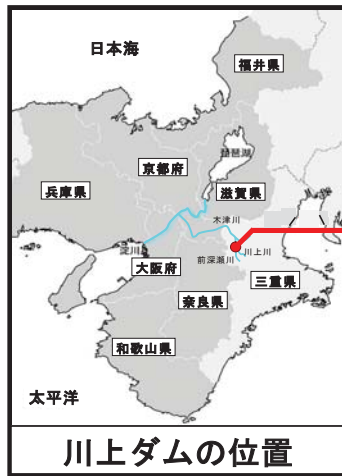 日本海
福井県
琵琶湖
京都府
兵庫県
滋賀県
木津川
淀川
川上川
大阪府
前深瀬川
三重県
奈良県
和歌山県
太平洋
川上ダムの位置